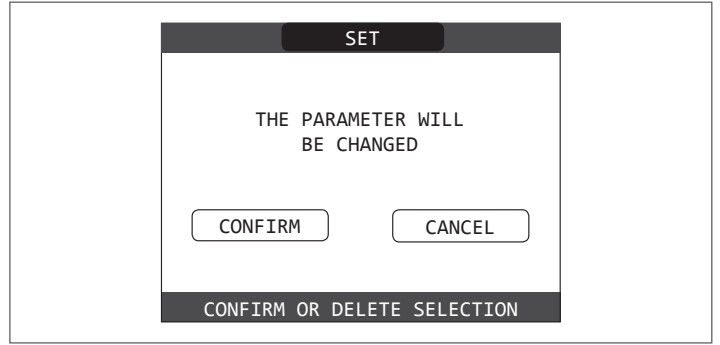 SET
THE PARAMETER WILL
BE CHANGED
CONFIRM
CANCEL
CONFIRM OR DELETE SELECTION